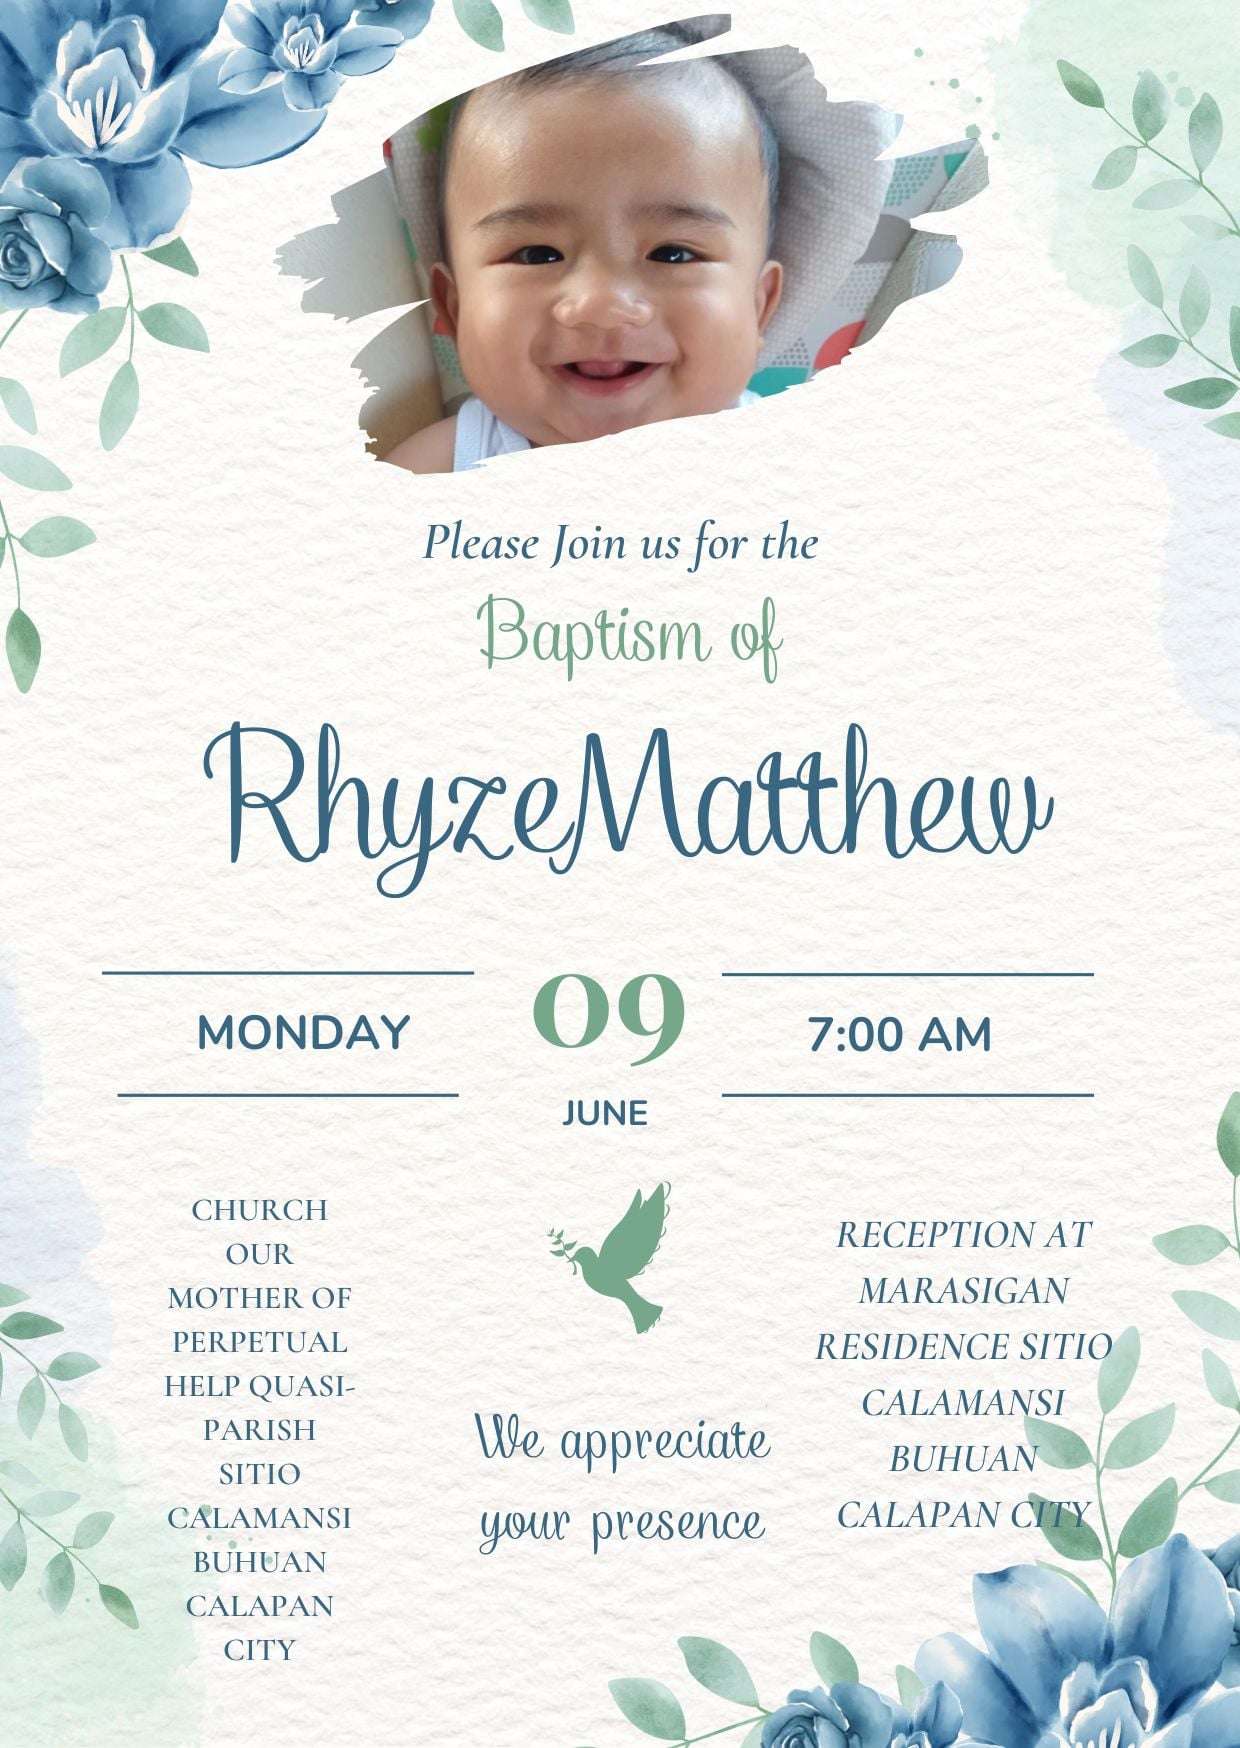 Please Join us for the
Baptism of
RhyzeMatthew
MONDAY
09
JUNE
7:00 AM
CHURCH
OUR
MOTHER OF
PERPETUAL
HELP QUASI-
PARISH
SITIO
CALAMANSI
BUHUAN
CALAPAN
CITY
We appreciate
your presence
RECEPTION AT
MARASIGAN
RESIDENCE SITIO
CALAMANSI
BUHUAN
CALAPAN CITY